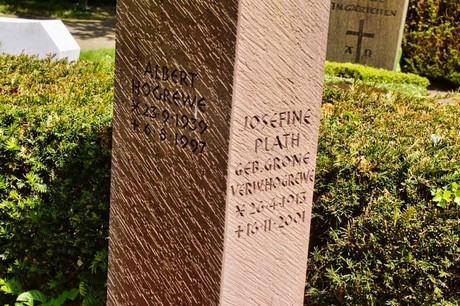 ALBERT
HOGREWE
*23·9·1939
†6·8·1997
JOSEFINE
PLATH
GEB.GRONE
VERW.HOGREWE
*26·4·1913
†16·11·2001